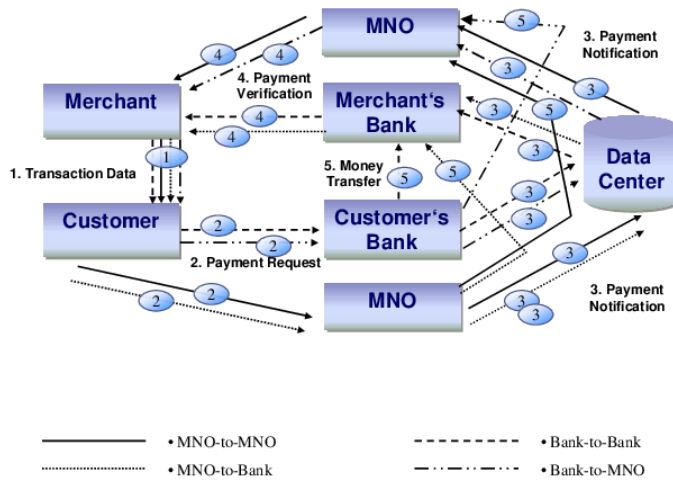 MNO
5
3. Payment
Notification
4
4
4. Payment
Verification
3
3
Merchant
Merchant's
Bank
4
4
3
5
3
1
1. Transaction Data
5. Money
Transfer
5
5
Data
Center
Customer
Customer's
Bank
2
2
3
3
2. Payment Request
3
2
2
MNO
3
3
3. Payment
Notification
• MNO-to-MNO
• MNO-to-Bank
• Bank-to-Bank
• Bank-to-MNO